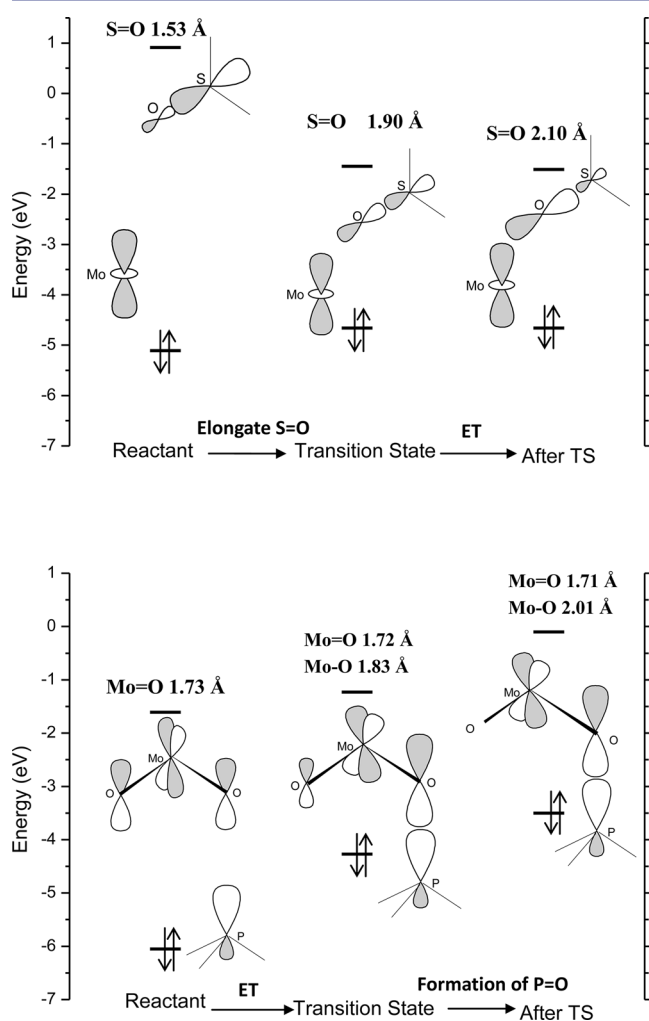 S=O 1.53 Å
1
S
0
O
S=O 1.90 Å
S=O 2.10 Å
-1
S
S
-2
O
O
-3
Energy (eV)
Mo
Mo
Mo
-4
-5
-6
Elongate S=O
ET
-7
Reactant
Transition State
After TS
1
Mo=O 1.71 Å
Mo-O 2.01 Å
0
Mo=O 1.72 Å
Mo-O 1.83 Å
-1
Mo=O 1.73 Å
Mo
O
O
-2
Mo
Mo
-3
O
O
O
O
Energy (eV)
-4
P
-5
P
-6
P
ET
Formation of P=O
-7
Reactant
Transition State
After TS